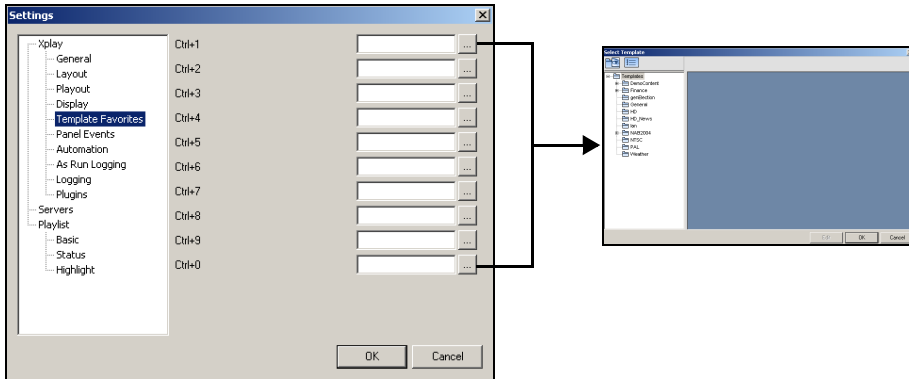 Settings
Xplay
General
Layout
Playout
Display
Template Favorites
Panel Events
Automation
As Run Logging
Logging
Plugins
Servers
Playlist
Basic
Status
Highlight
Ctrl+1 ...
Ctrl+2 ...
Ctrl+3 ...
Ctrl+4 ...
Ctrl+5 ...
Ctrl+6 ...
Ctrl+7 ...
Ctrl+8 ...
Ctrl+9 ...
Ctrl+0 ...
OK Cancel
Select Template
Templates
DemoContent
Finance
genElection
General
HD
HD_News
Ian
NAB2004
NTSC
PAL
Weather
OK Cancel